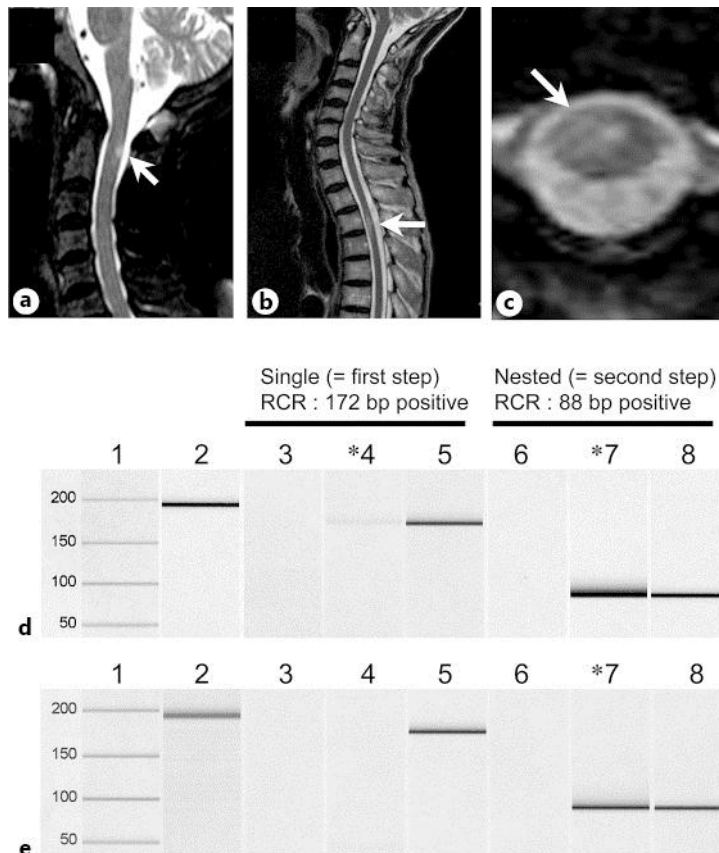 a
b
c
Single (= first step)
RCR : 172 bp positive
Nested (= second step)
RCR : 88 bp positive
1 2 3 *4 5 6 *7 8
200
150
100
50
d
1 2 3 4 5 6 *7 8
200
150
100
50
e